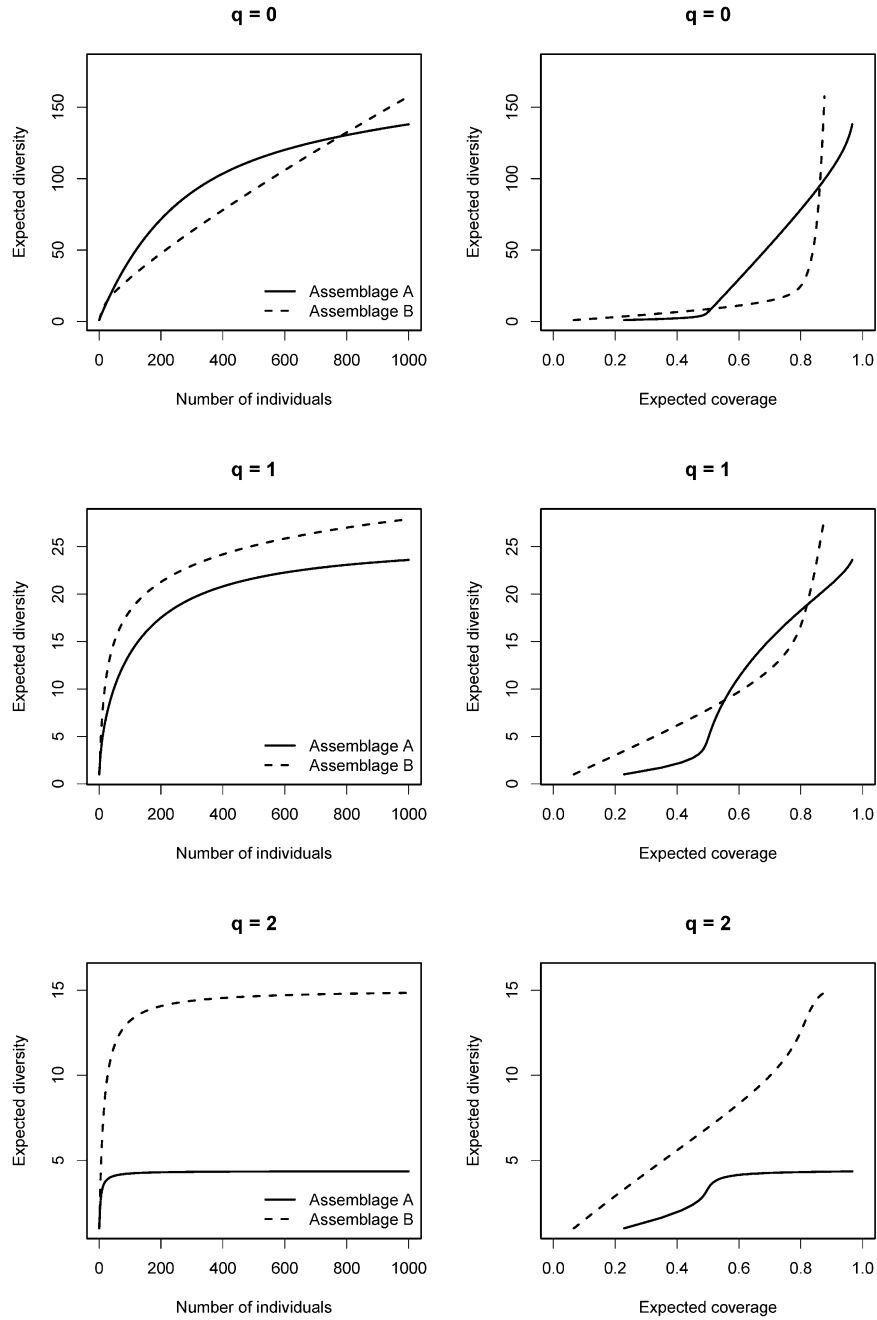 q = 0
Expected diversity
150
100
50
0
Assemblage A
Assemblage B
0 200 400 600 800 1000
Number of individuals
q = 0
Expected diversity
150
100
50
0
0.0 0.2 0.4 0.6 0.8 1.0
Expected coverage
q = 1
Expected diversity
25
20
15
10
5
0
Assemblage A
Assemblage B
0 200 400 600 800 1000
Number of individuals
q = 1
Expected diversity
25
20
15
10
5
0
0.0 0.2 0.4 0.6 0.8 1.0
Expected coverage
q = 2
Expected diversity
15
10
5
Assemblage A
Assemblage B
0 200 400 600 800 1000
Number of individuals
q = 2
Expected diversity
15
10
5
0.0 0.2 0.4 0.6 0.8 1.0
Expected coverage